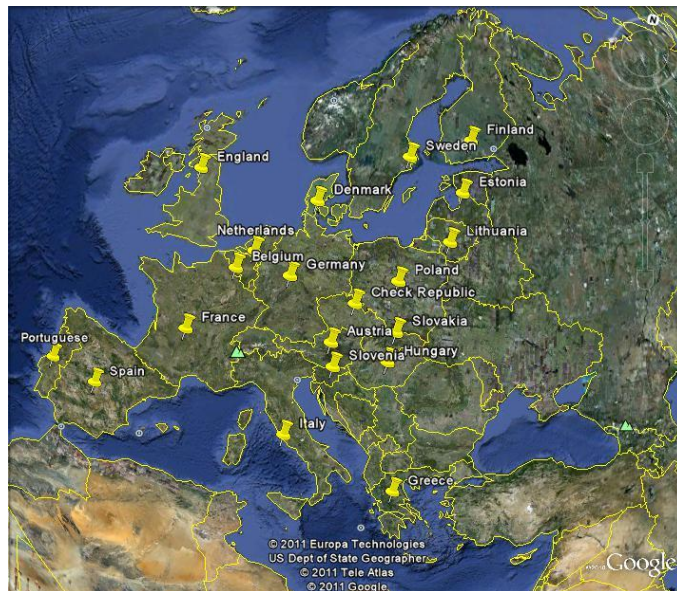 N
Finland
Sweden
England
Estonia
Denmark
Netherlands
Lithuania
Belgium
Germany
Poland
Check Republic
France
Slovakia
Austria
Portuguese
Hungary
Slovenia
Spain
Italy
Greece
© 2011 Europa Technologies
US Dept of State Geographer
© 2011 Tele Atlas
© 2011 Google
Google